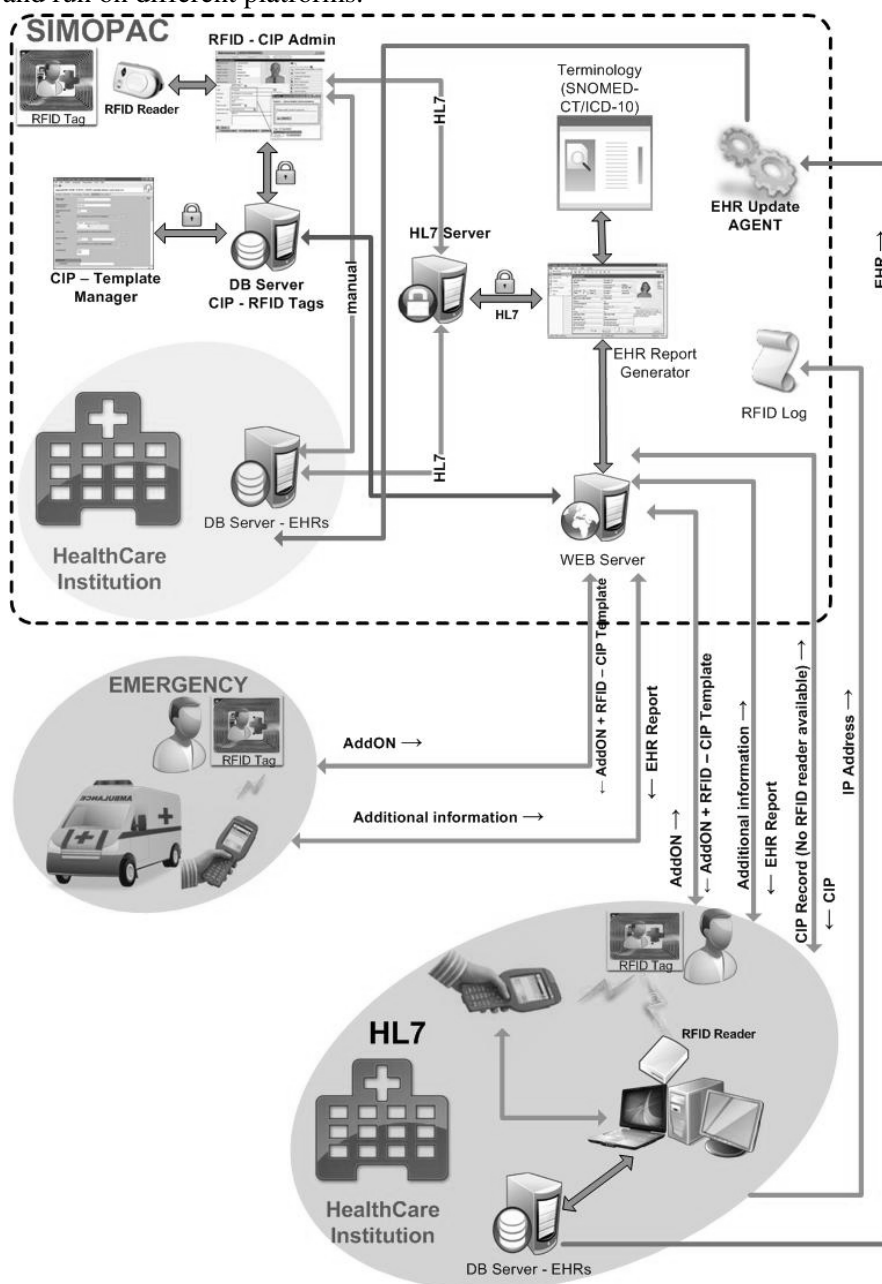 and run on different platforms.
SIMOPAC
RFID - CIP Admin
RFID Tag
RFID Reader
Terminology
(SNOMED-
CT/ICD-10)
HL7
EHR Update
AGENT
EHR →
CIP – Template
Manager
DB Server
CIP - RFID Tags
manual
HL7 Server
HL7
EHR Report
Generator
RFID Log
HL7
DB Server - EHRs
HealthCare
Institution
WEB Server
EMERGENCY
RFID Tag
AMBULANCE
AddON →
Additional information →
← AddON + RFID – CIP Template
← EHR Report
AddON →
← AddON + RFID – CIP Template
Additional information →
← EHR Report
CIP Record (No RFID reader available) →
← CIP
IP Address →
RFID Tag
RFID Reader
HL7
HealthCare
Institution
DB Server - EHRs